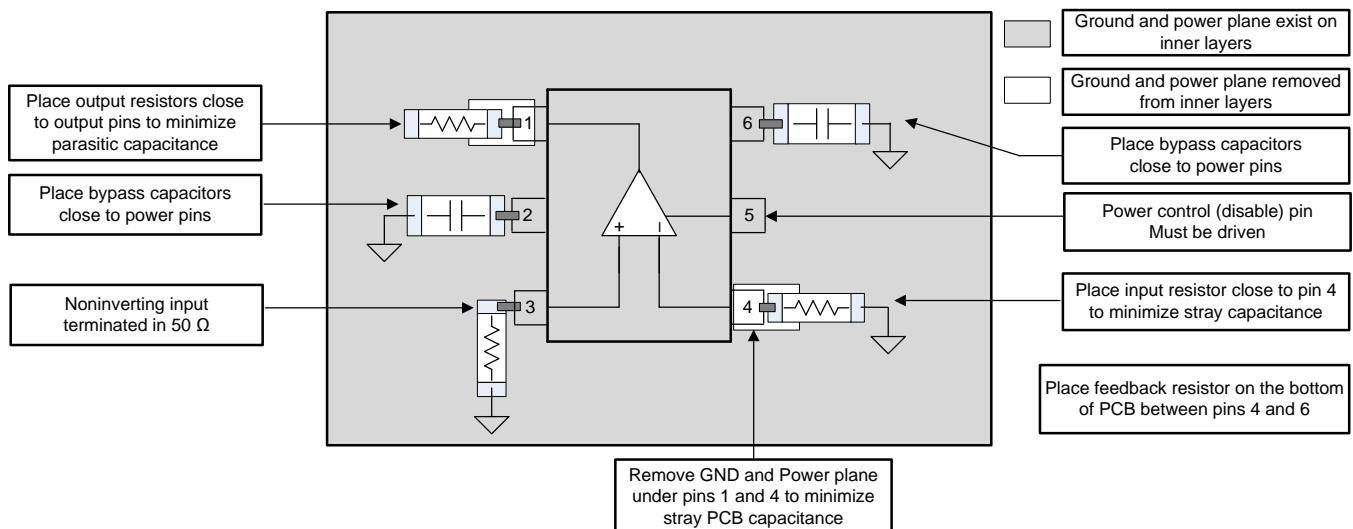 Ground and power plane exist on
inner layers
Ground and power plane removed
from inner layers
Place output resistors close
to output pins to minimize
parasitic capacitance
1
6
Place bypass capacitors
close to power pins
Place bypass capacitors
close to power pins
2
5
+
−
Power control (disable) pin
Must be driven
Noninverting input
terminated in 50 Ω
3
4
Place input resistor close to pin 4
to minimize stray capacitance
Place feedback resistor on the bottom
of PCB between pins 4 and 6
Remove GND and Power plane
under pins 1 and 4 to minimize
stray PCB capacitance